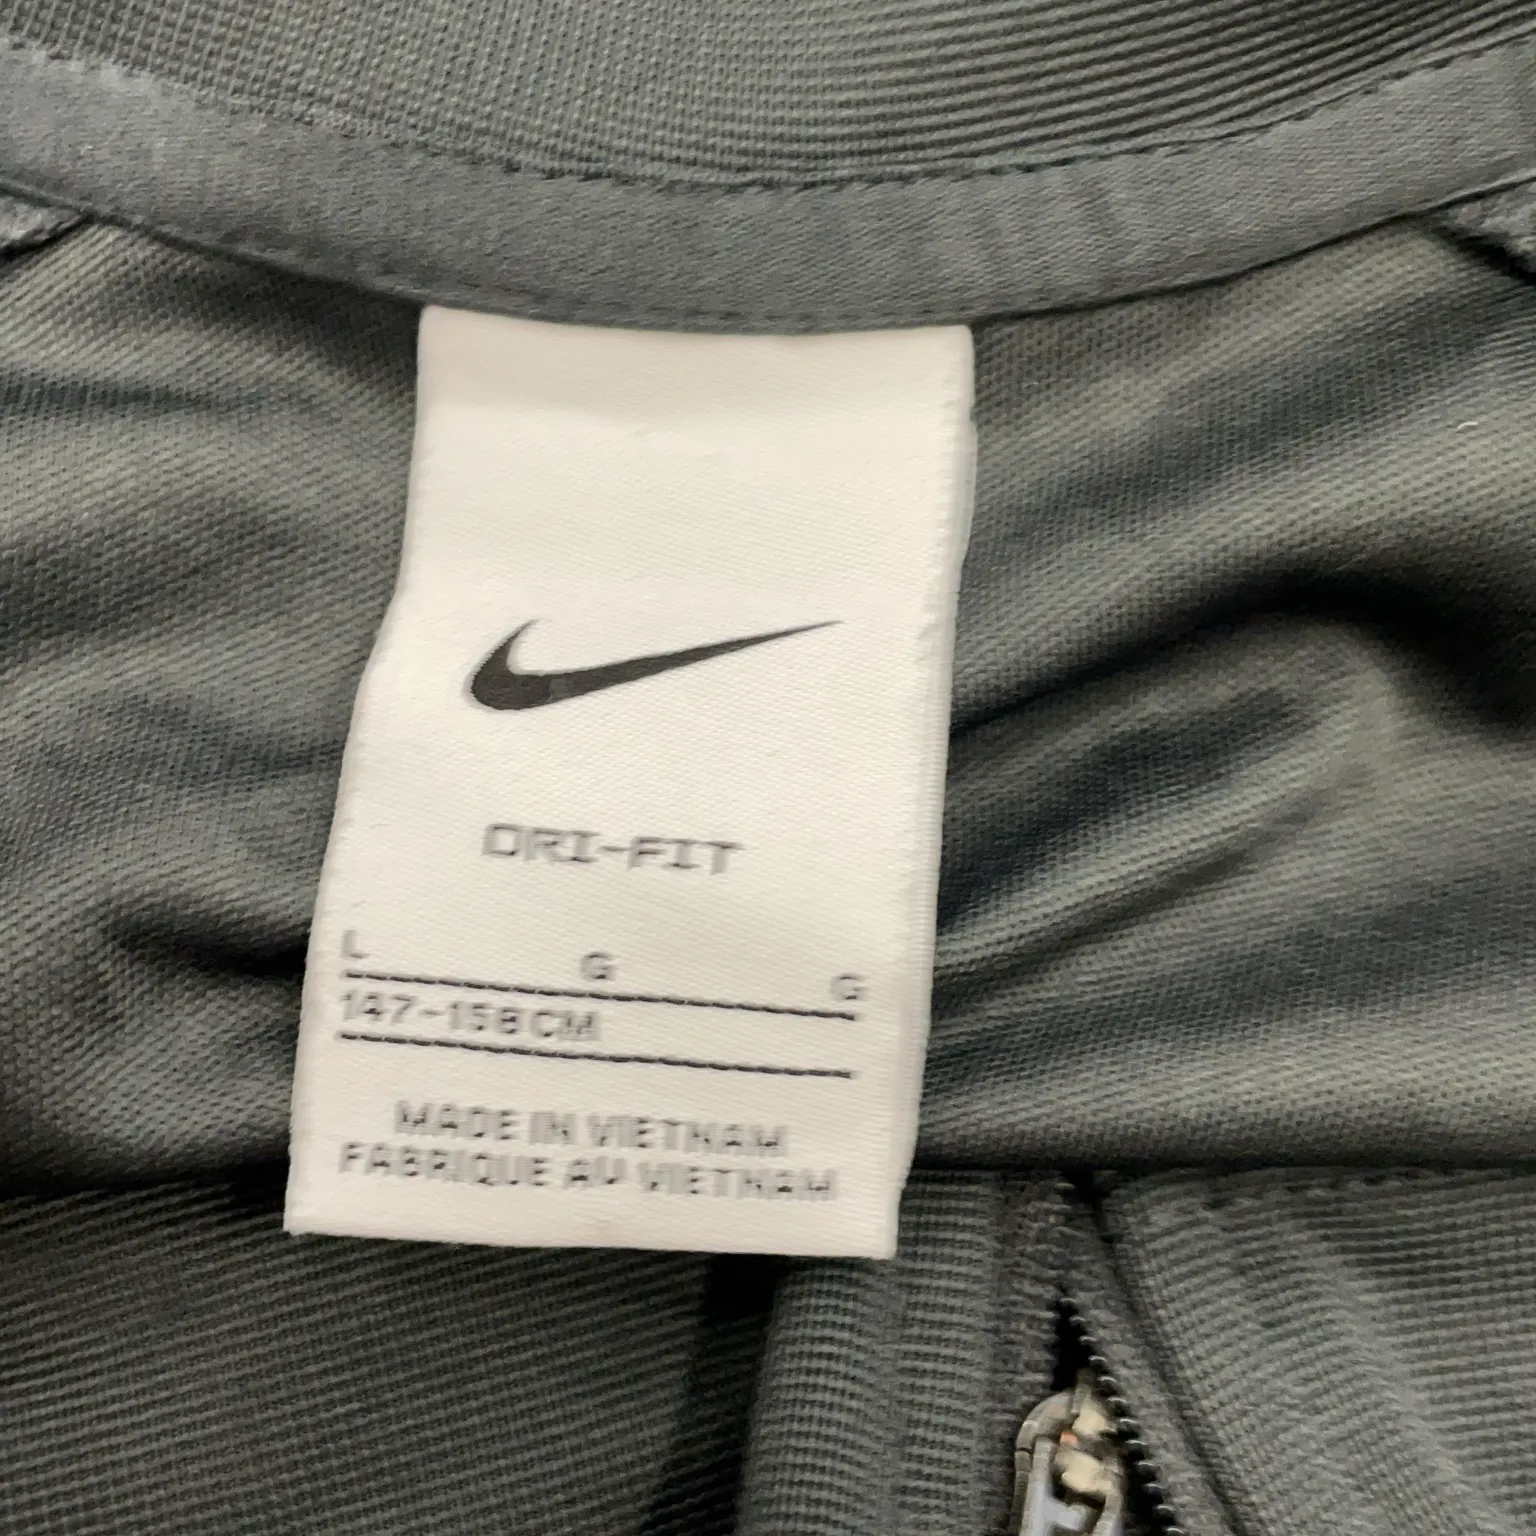 DRI-FIT
L G G
147-158CM
MADE IN VIETNAM
FABRIQUE AU VIETNAM